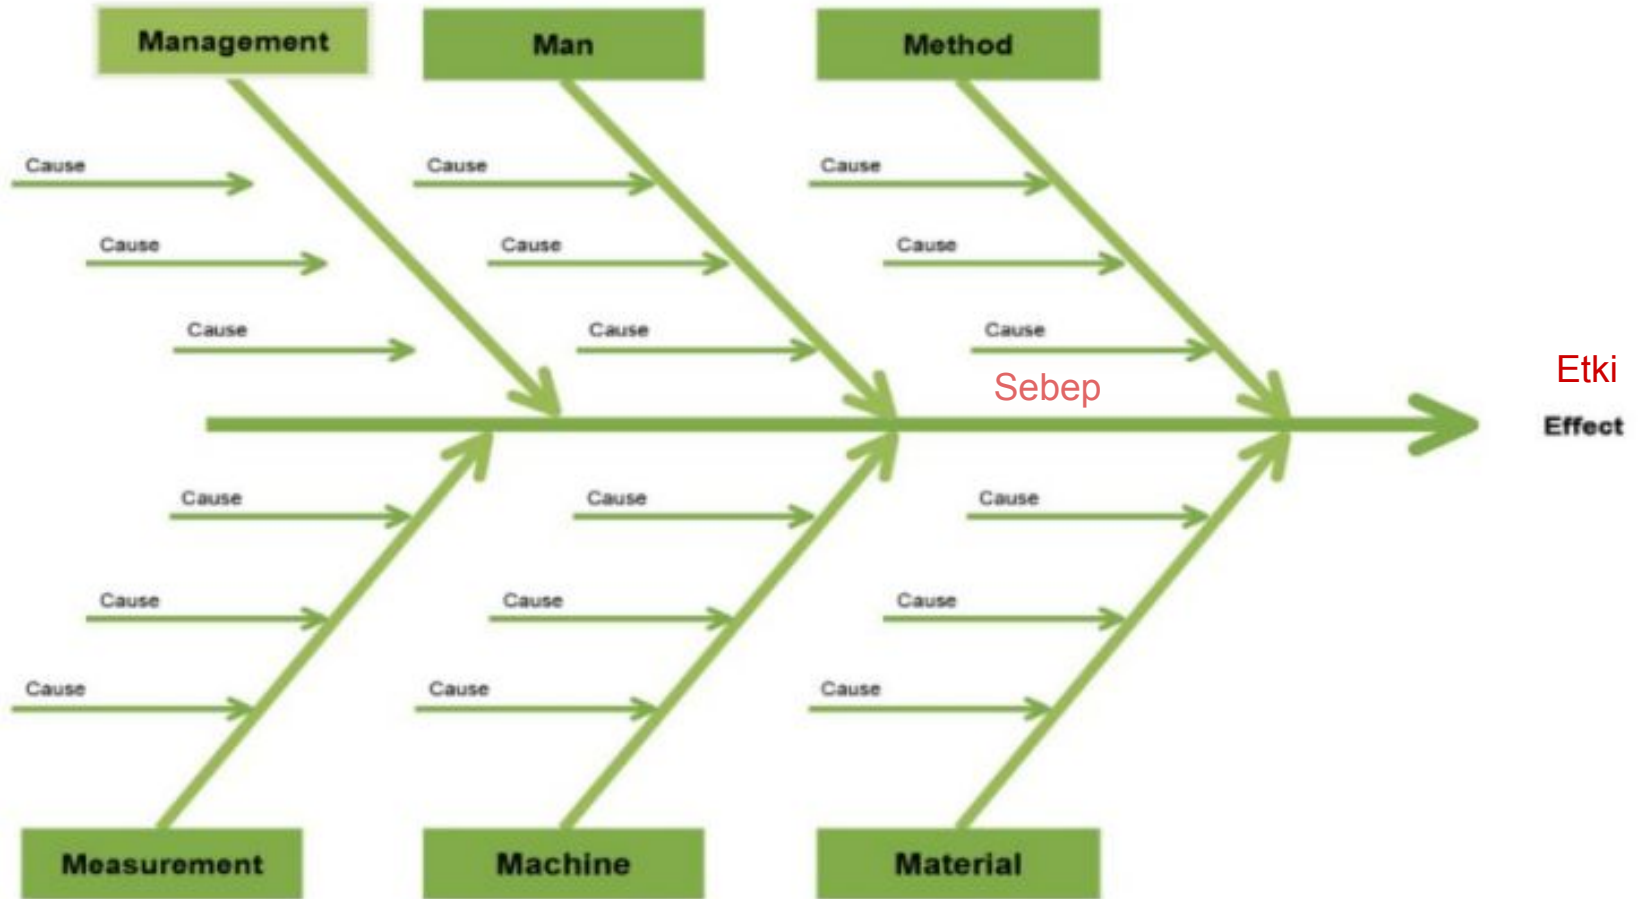 Management
Man
Method
Cause
Cause
Cause
Cause
Cause
Cause
Cause
Cause
Cause
Sebep
Etki
Effect
Cause
Cause
Cause
Cause
Cause
Cause
Cause
Cause
Cause
Measurement
Machine
Material